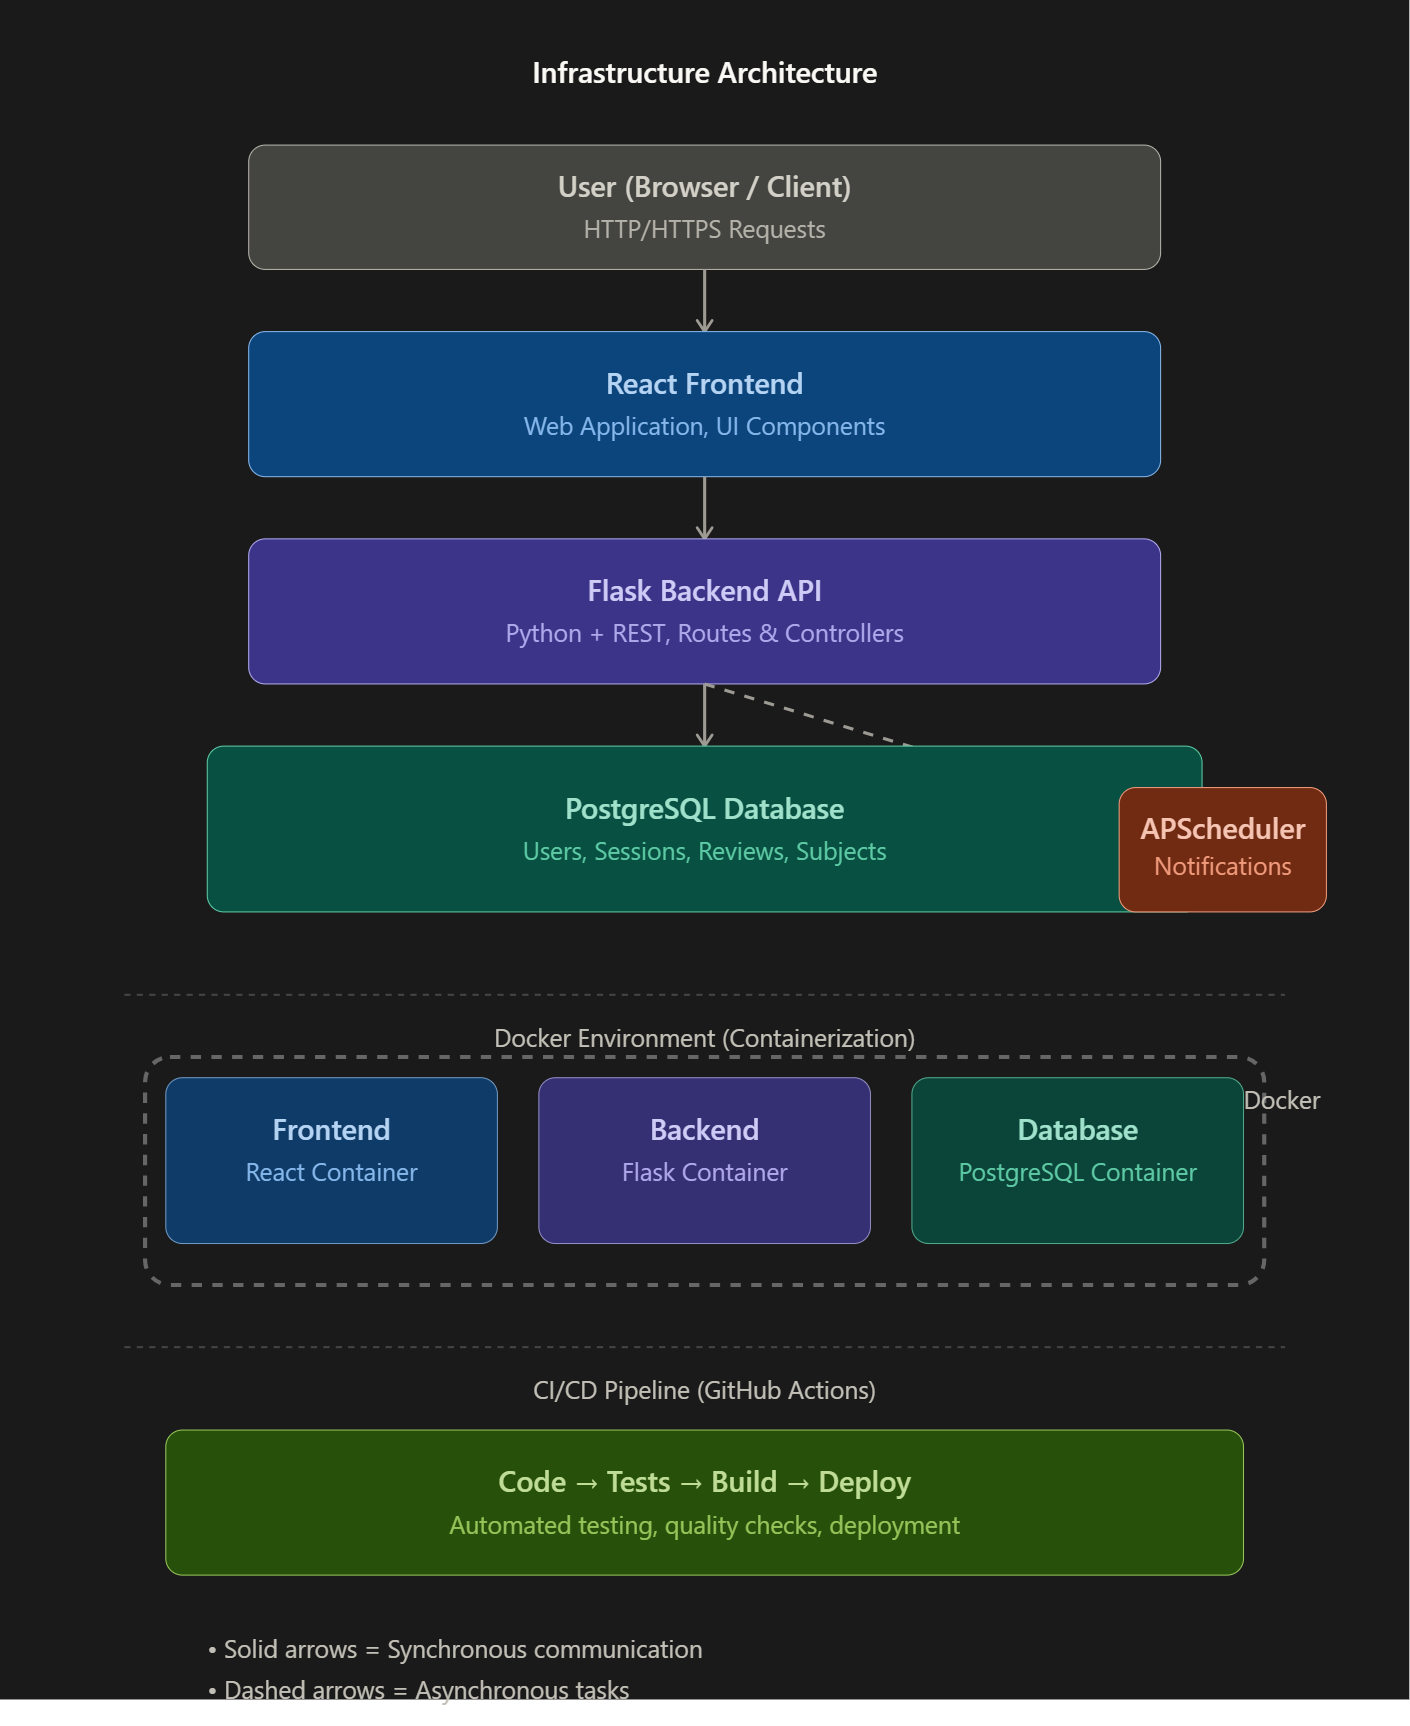 Infrastructure Architecture
User (Browser / Client)
HTTP/HTTPS Requests
React Frontend
Web Application, UI Components
Flask Backend API
Python + REST, Routes & Controllers
PostgreSQL Database
Users, Sessions, Reviews, Subjects
APScheduler
Notifications
Docker Environment (Containerization)
Docker
Frontend
React Container
Backend
Flask Container
Database
PostgreSQL Container
CI/CD Pipeline (GitHub Actions)
Code → Tests → Build → Deploy
Automated testing, quality checks, deployment
• Solid arrows = Synchronous communication
• Dashed arrows = Asynchronous tasks